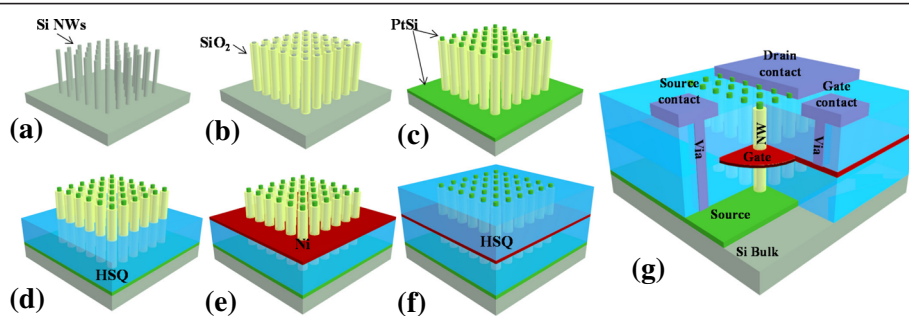 Si NWs
(a)
SiO₂
(b)
PtSi
(c)
HSQ
(d)
Ni
(e)
HSQ
(f)
Drain
contact
Source
contact
Gate
contact
Via
NW
Via
Gate
Source
Si Bulk
(g)